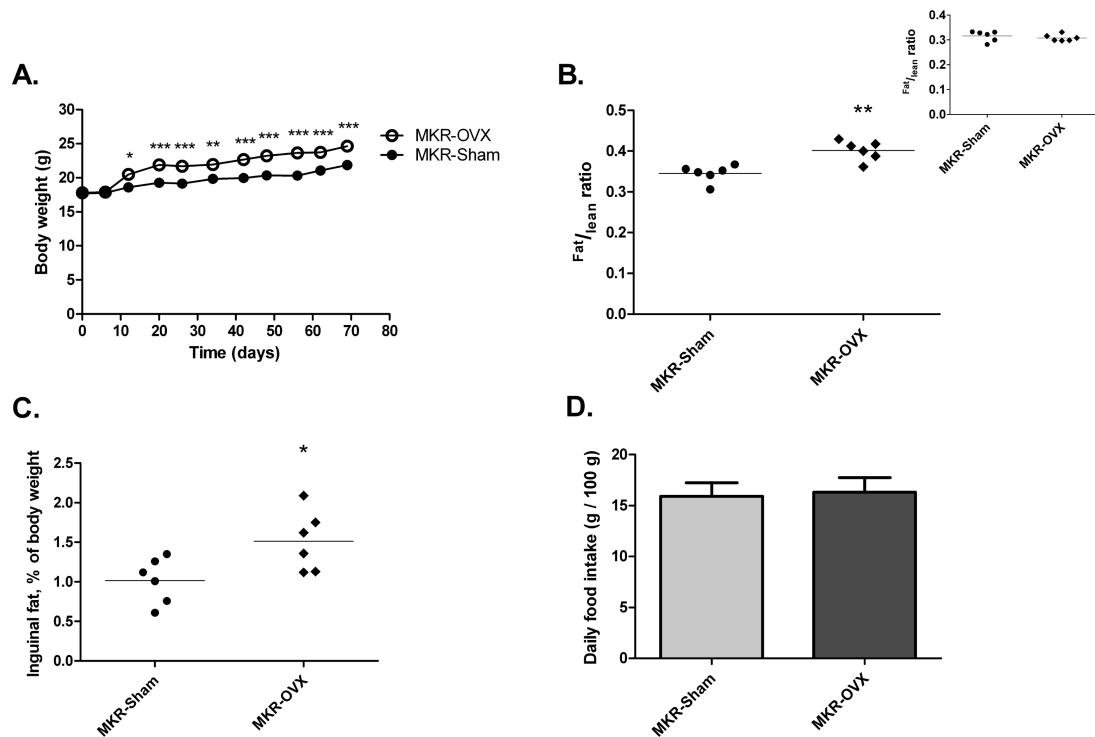 A.
Body weight (g)
30
25
20
15
10
5
0
* *** *** ** *** *** *** *** ***
MKR-OVX
MKR-Sham
0 10 20 30 40 50 60 70 80
Time (days)
B.
Fat/lean ratio
0.5
0.4
0.3
0.2
0.1
0.0
**
MKR-Sham
MKR-OVX
Fat/lean ratio
0.4
0.3
0.2
0.1
0.0
MKR-Sham
MKR-OVX
C.
Inguinal fat, % of body weight
2.5
2.0
1.5
1.0
0.5
0.0
*
MKR-Sham
MKR-OVX
D.
Daily food intake (g / 100 g)
20
15
10
5
0
MKR-Sham
MKR-OVX